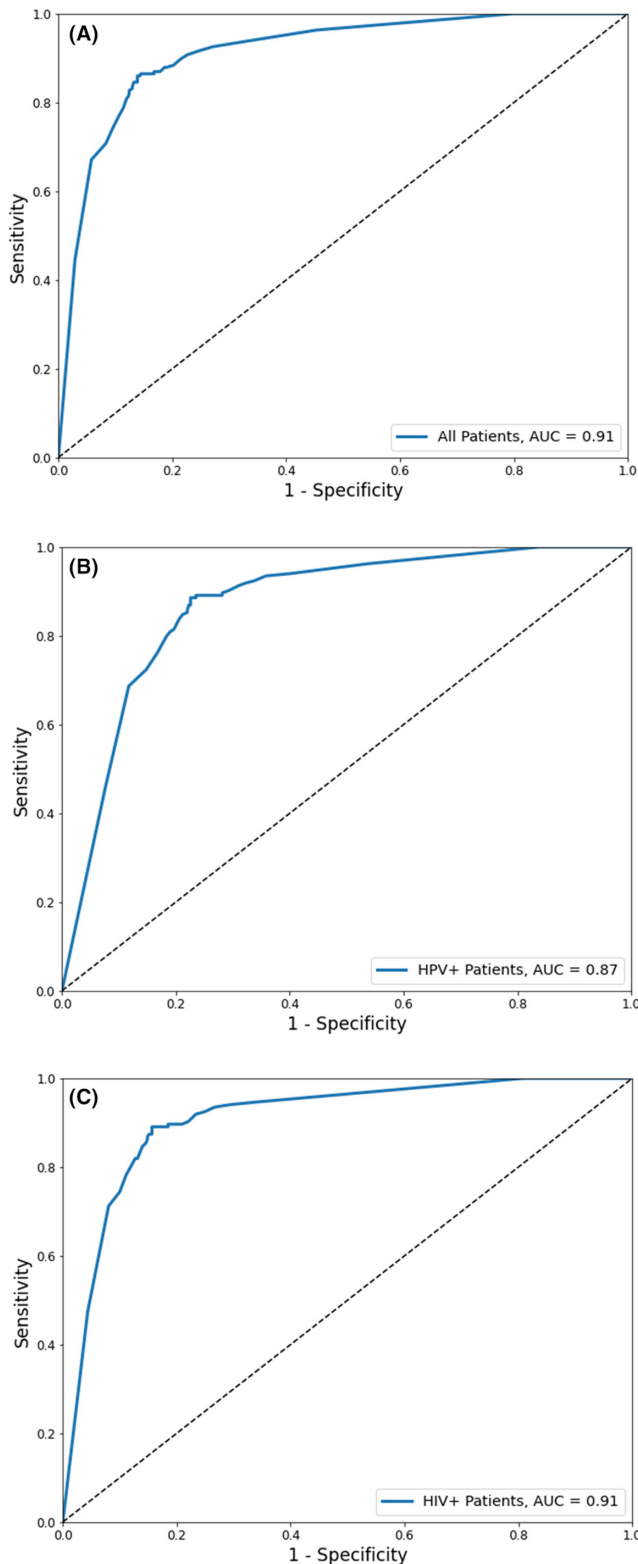 (A)
1.0
0.8
0.6
0.4
0.2
0.0
Sensitivity
All Patients, AUC = 0.91
0.0 0.2 0.4 0.6 0.8 1.0
1 - Specificity
(B)
1.0
0.8
0.6
0.4
0.2
0.0
Sensitivity
HPV+ Patients, AUC = 0.87
0.0 0.2 0.4 0.6 0.8 1.0
1 - Specificity
(C)
1.0
0.8
0.6
0.4
0.2
0.0
Sensitivity
HIV+ Patients, AUC = 0.91
0.0 0.2 0.4 0.6 0.8 1.0
1 - Specificity